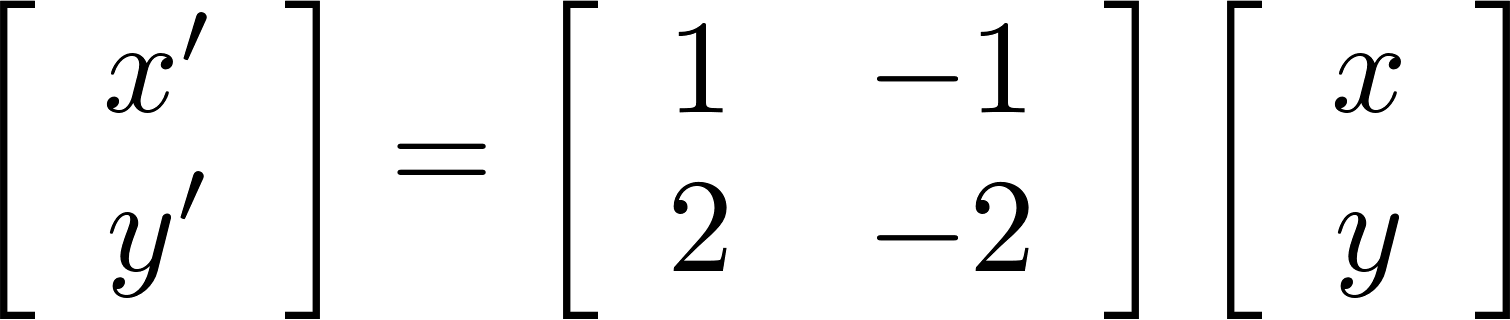 [ x′ ] = [ 1 −1 ] [ x ]
[ y′ ] [ 2 −2 ] [ y ]